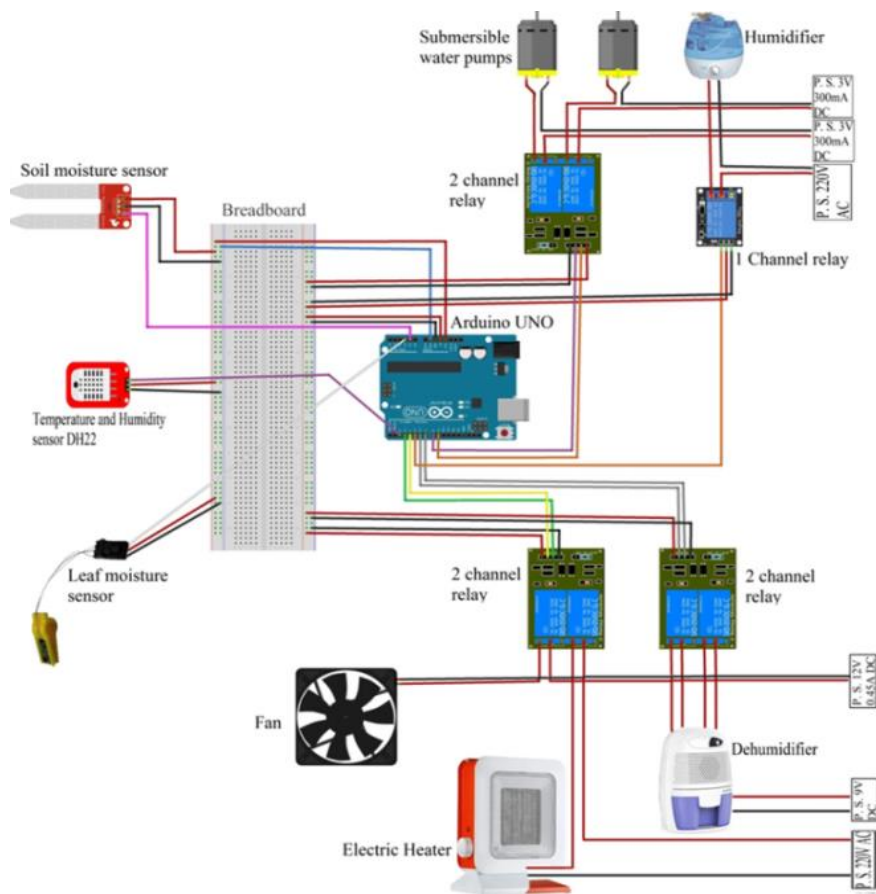 Submersible
water pumps
Humidifier
P. S. 3V
300mA
DC
P. S. 3V
300mA
DC
P. S. 220V
AC
Soil moisture sensor
2 channel
relay
Breadboard
1 Channel relay
Arduino UNO
UNO
Temperature and Humidity
sensor DH22
Leaf moisture
sensor
2 channel
relay
2 channel
relay
P. S. 12V
0.45A DC
Fan
Dehumidifier
P. S. 9V
DC
Electric Heater
P. S. 220V AC